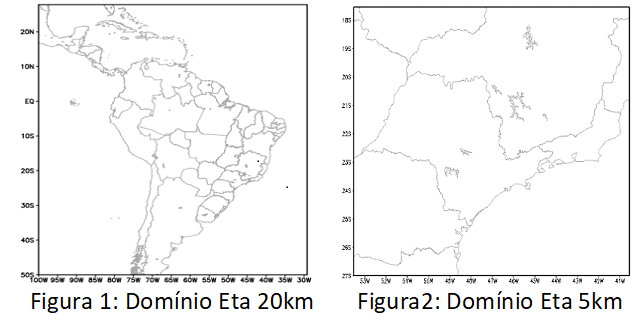 20N
10N
EQ
10S
20S
30S
40S
50S
100W 95W 90W 85W 80W 75W 70W 65W 60W 55W 50W 45W 40W 35W 30W
Figura 1: Domínio Eta 20km
18S
19S
20S
21S
22S
23S
24S
25S
26S
27S
53W 52W 51W 50W 49W 48W 47W 46W 45W 44W 43W 42W 41W
Figura2: Domínio Eta 5km